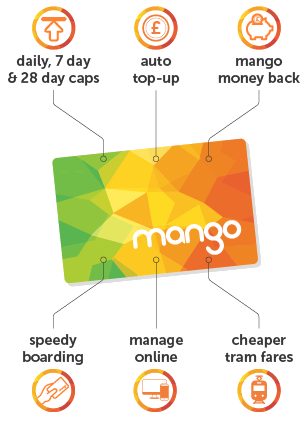 £
daily, 7 day
& 28 day caps
auto
top-up
mango
money back
mango
speedy
boarding
manage
online
cheaper
tram fares